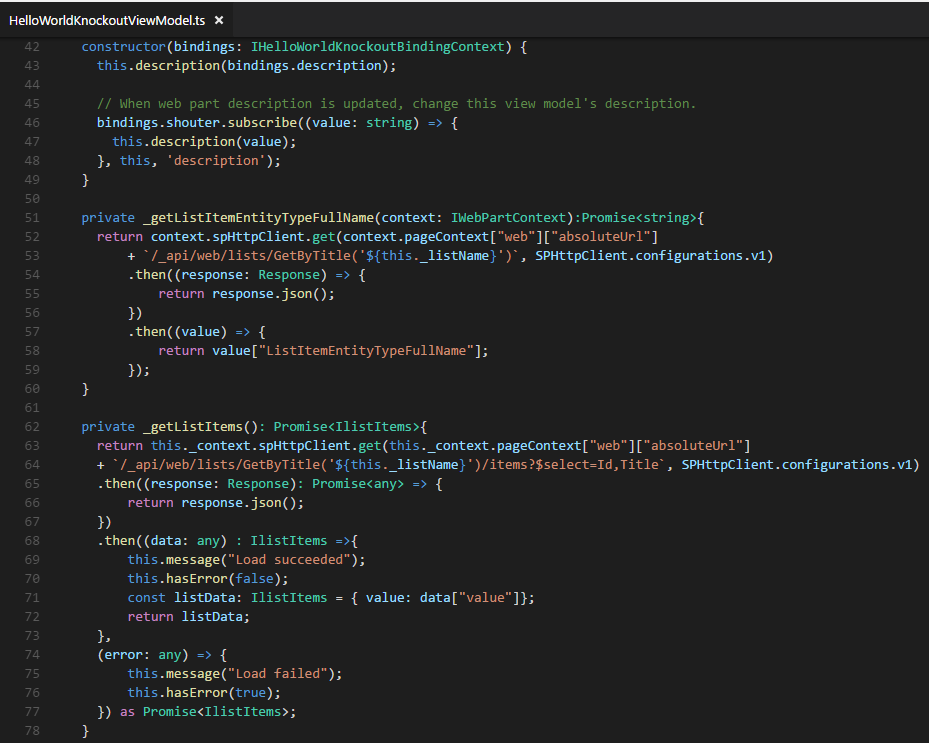 HelloWorldKnockoutViewModel.ts ×
42 constructor(bindings: IHelloWorldKnockoutBindingContext) {
43 this.description(bindings.description);
44
45 // When web part description is updated, change this view model's description.
46 bindings.shouter.subscribe((value: string) => {
47 this.description(value);
48 }, this, 'description');
49 }
50
51 private _getListItemEntityTypeFullName(context: IWebPartContext):Promise<string>{
52 return context.spHttpClient.get(context.pageContext["web"]["absoluteUrl"]
53 + `/_api/web/lists/GetByTitle('${this._listName}')`, SPHttpClient.configurations.v1)
54 .then((response: Response) => {
55 return response.json();
56 })
57 .then((value) => {
58 return value["ListItemEntityTypeFullName"];
59 });
60 }
61
62 private _getListItems(): Promise<IlistItems>{
63 return this._context.spHttpClient.get(this._context.pageContext["web"]["absoluteUrl"]
64 + `/_api/web/lists/GetByTitle('${this._listName}')/items?$select=Id,Title`, SPHttpClient.configurations.v1)
65 .then((response: Response): Promise<any> => {
66 return response.json();
67 })
68 .then((data: any) : IlistItems =>{
69 this.message("Load succeeded");
70 this.hasError(false);
71 const listData: IlistItems = { value: data["value"]};
72 return listData;
73 },
74 (error: any) => {
75 this.message("Load failed");
76 this.hasError(true);
77 }) as Promise<IlistItems>;
78 }